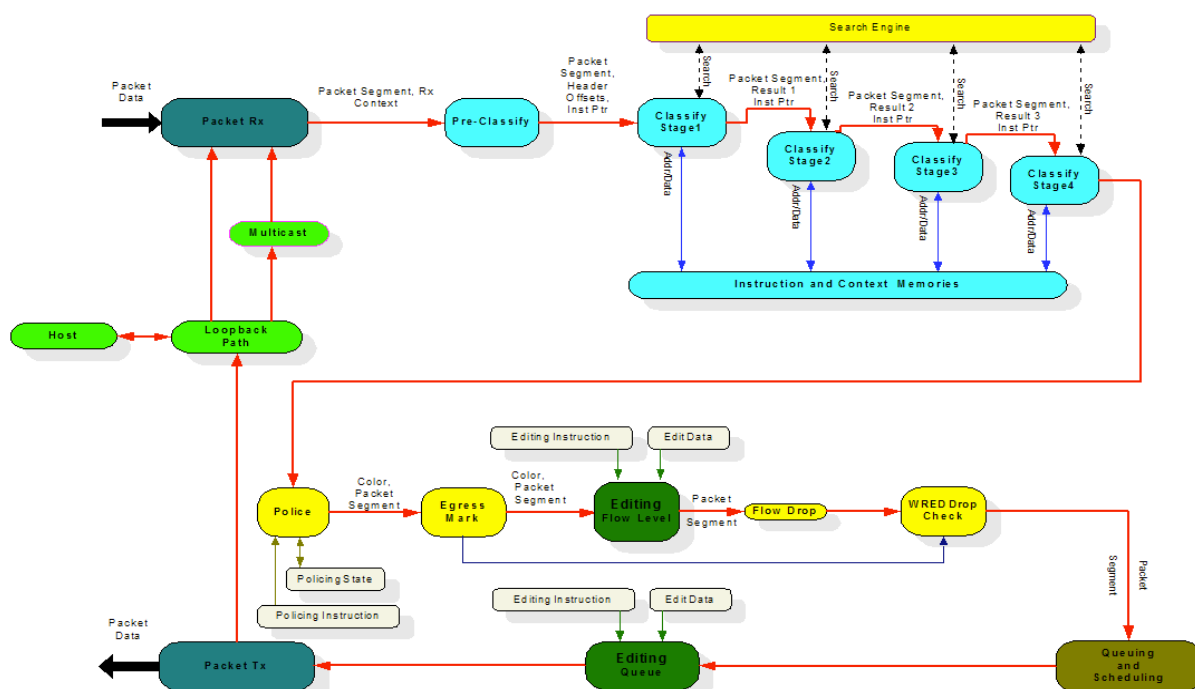 Search Engine
Packet
Data
Packet Segment, Rx
Context
Packet
Segment,
Header
Offsets,
Inst Ptr
Search
Search
Search
Search
Packet Segment,
Result 1
Inst Ptr
Packet Segment,
Result 2
Inst Ptr
Packet Segment,
Result 3
Inst Ptr
Packet Rx
Pre-Classify
Classify
Stage1
Classify
Stage2
Classify
Stage3
Classify
Stage4
Addr/Data
Addr/Data
Addr/Data
Addr/Data
Multicast
Instruction and Context Memories
Host
Loopback
Path
Editing Instruction
Edit Data
Police
Color,
Packet
Segment
Egress
Mark
Color,
Packet
Segment
Editing
Flow Level
Packet
Segment
Flow Drop
WRED Drop
Check
Packet
Segment
Policing State
Policing Instruction
Editing Instruction
Edit Data
Packet
Data
Packet Tx
Editing
Queue
Queuing
and
Scheduling